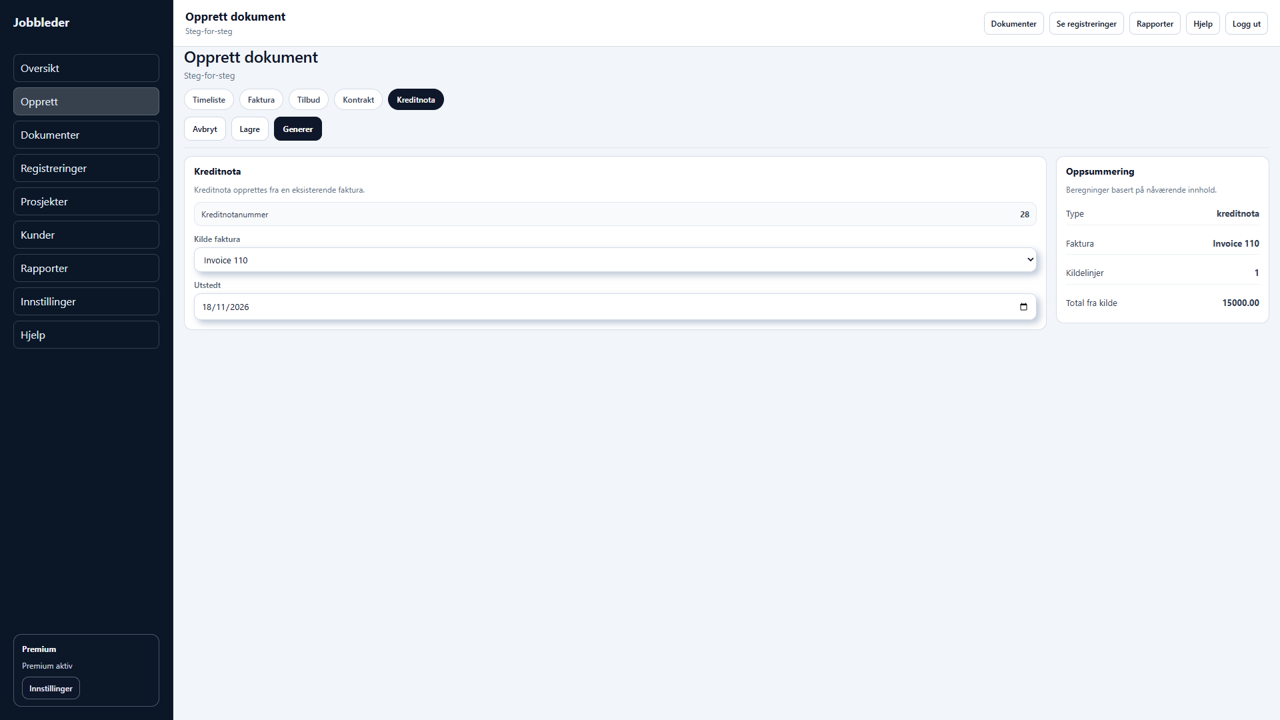 Jobbleder
Oversikt
Opprett
Dokumenter
Registreringer
Prosjekter
Kunder
Rapporter
Innstillinger
Hjelp
Premium
Premium aktiv
Innstillinger
Opprett dokument
Steg-for-steg
Dokumenter Se registreringer Rapporter Hjelp Logg ut
Opprett dokument
Steg-for-steg
Timeliste Faktura Tilbud Kontrakt Kreditnota
Avbryt Lagre Generer
Kreditnota
Kreditnota opprettes fra en eksisterende faktura.
Kreditnotanummer 28
Kilde faktura
Invoice 110
Utstedt
18/11/2026
Oppsummering
Beregninger basert på nåværende innhold.
Type kreditnota
Faktura Invoice 110
Kildelinjer 1
Total fra kilde 15000.00